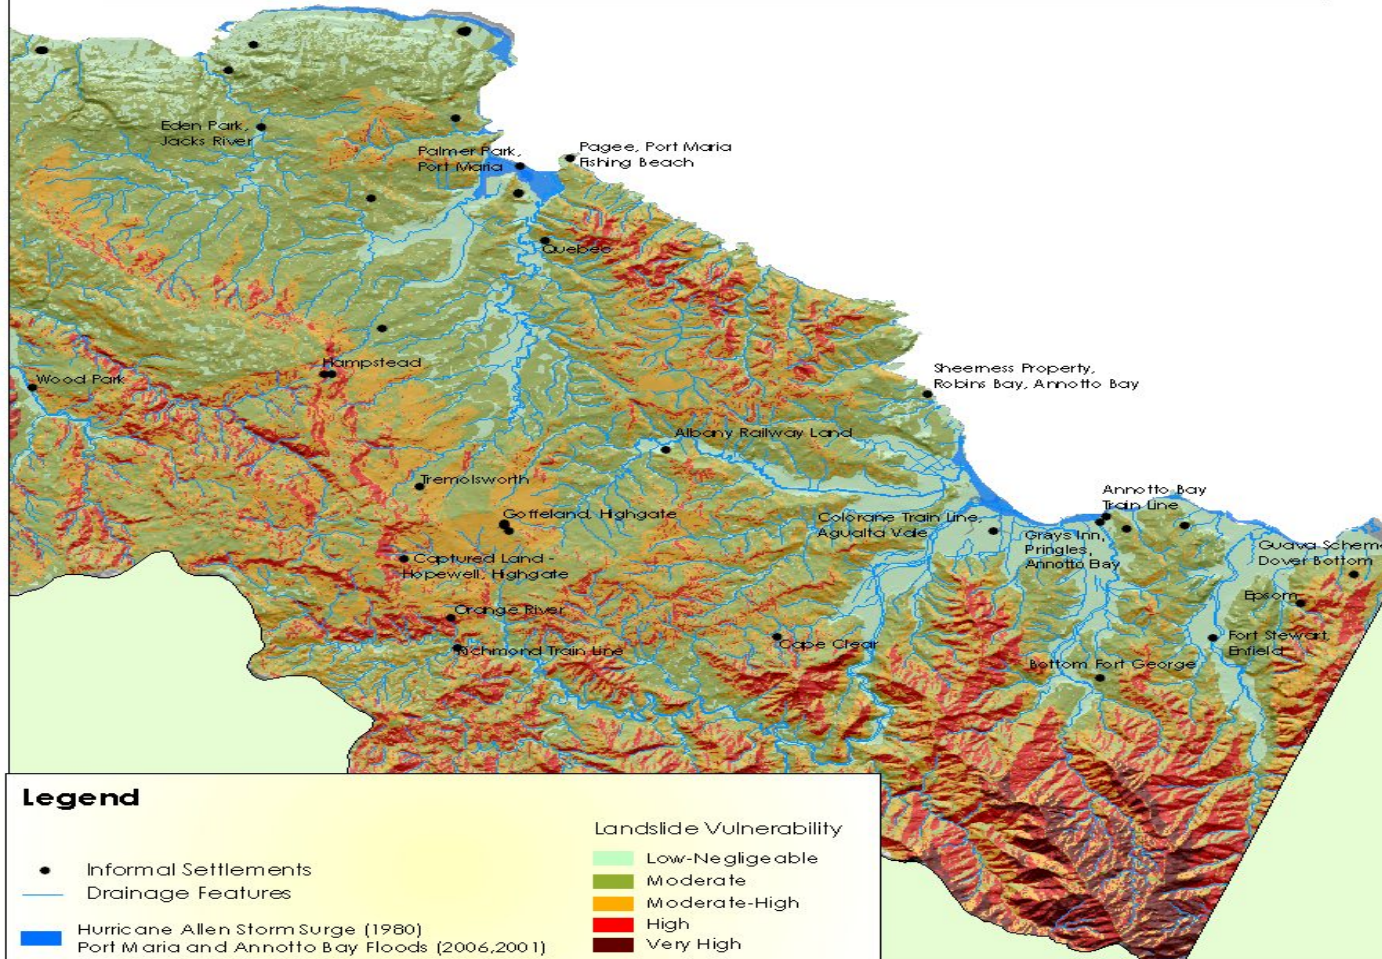 Eden Park,
Jacks River
Palmer Park,
Port Maria
Pagee, Port Maria
Fishing Beach
Quebec
Hampstead
Wood Park
Sheerness Property,
Robins Bay, Annotto Bay
Albany Railway Land
Tremolsworth
Goffeland, Highgate
Colorane Train Line,
Agualta Vale
Annotto Bay
Train Line
Grays Inn,
Pringles,
Annotto Bay
Guava Scheme
Dover Bottom
Captured Land -
Hopewell, Highgate
Epsom
Orange River
Richmond Train Line
Cape Clear
Fort Stewart,
Enfield
Bottom Fort George
Legend
Informal Settlements
Drainage Features
Hurricane Allen Storm Surge (1980)
Port Maria and Annotto Bay Floods (2006,2001)
Landslide Vulnerability
Low-Negligeable
Moderate
Moderate-High
High
Very High